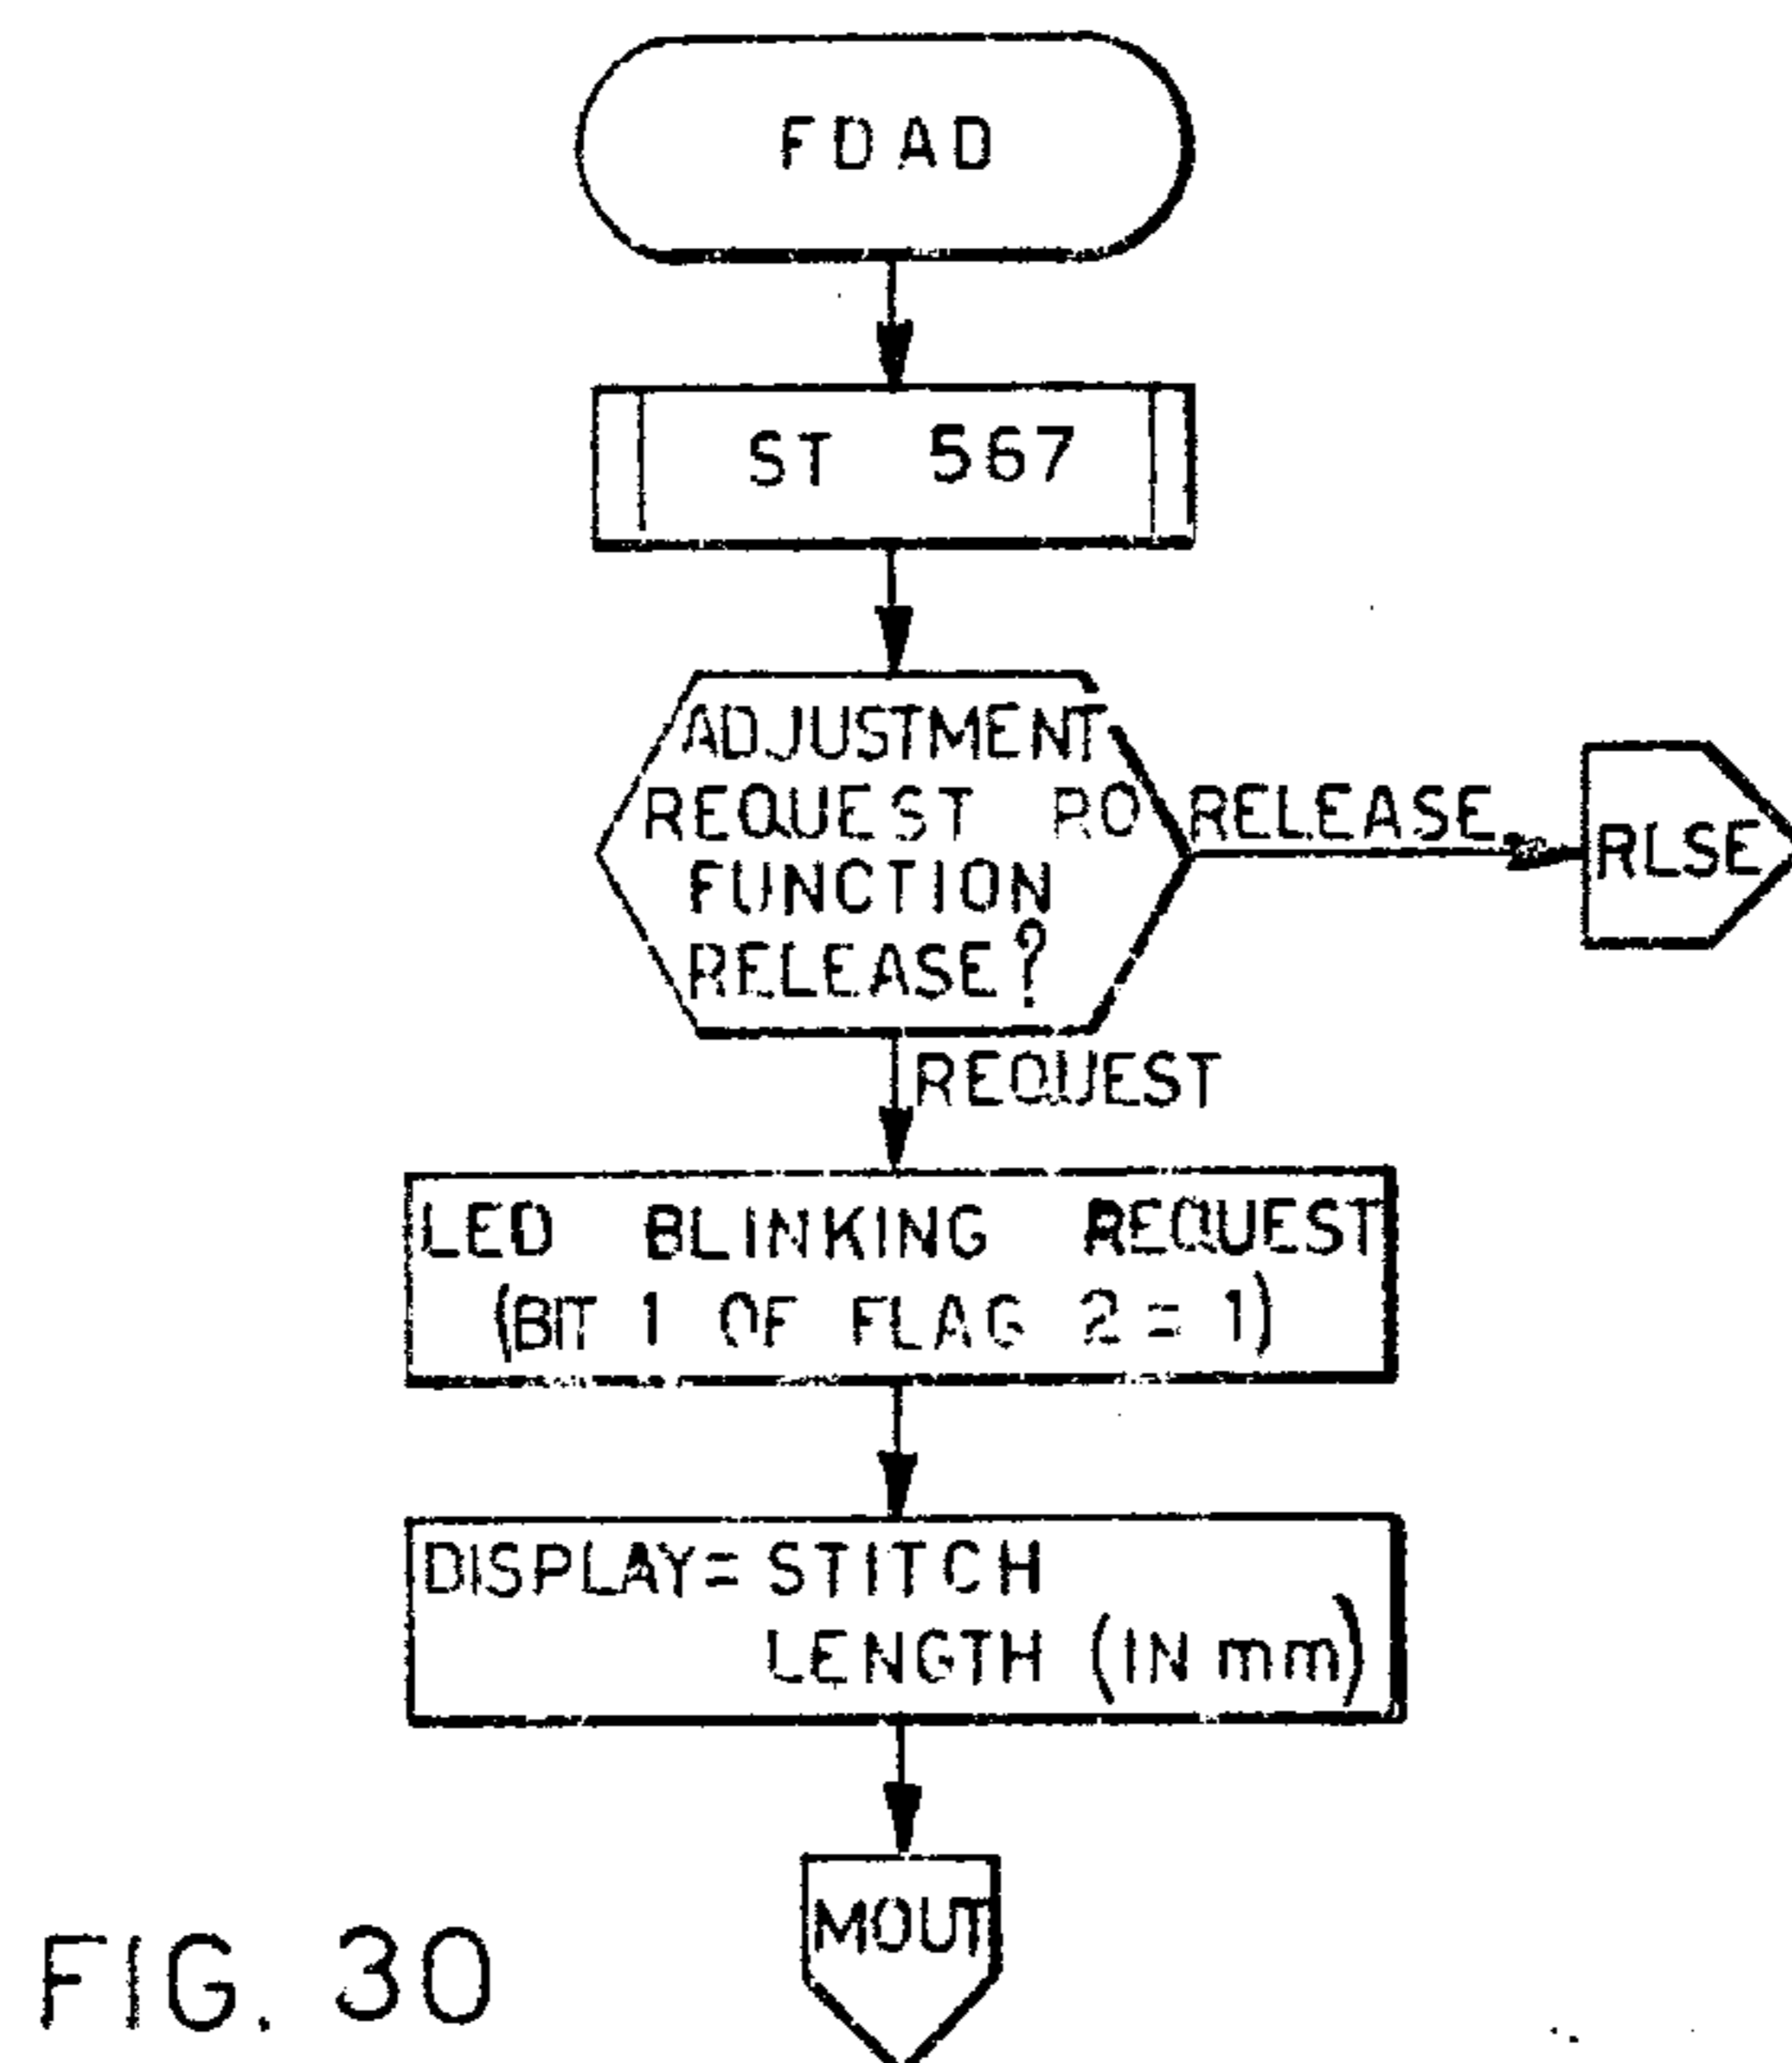 FDAD
ST 567
ADJUSTMENT
REQUEST RO
FUNCTION
RELEASE?
RELEASE
RLSE
REQUEST
LED BLINKING REQUEST
(BIT 1 OF FLAG 2 = 1)
DISPLAY= STITCH
LENGTH (IN mm)
MOUT
FIG. 30